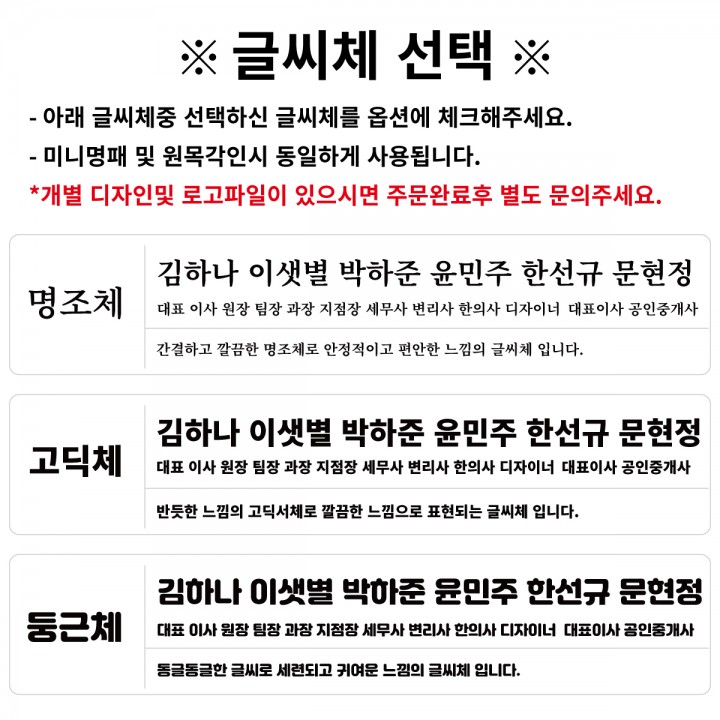 ※ 글씨체 선택 ※
- 아래 글씨체중 선택하신 글씨체를 옵션에 체크해주세요.
- 미니명패 및 원목각인시 동일하게 사용됩니다.
*개별 디자인및 로고파일이 있으시면 주문완료후 별도 문의주세요.
명조체
김하나 이샛별 박하준 윤민주 한선규 문현정
대표 이사 원장 팀장 과장 지점장 세무사 변리사 한의사 디자이너 대표이사 공인중개사
간결하고 깔끔한 명조체로 안정적이고 편안한 느낌의 글씨체 입니다.
고딕체
김하나 이샛별 박하준 윤민주 한선규 문현정
대표 이사 원장 팀장 과장 지점장 세무사 변리사 한의사 디자이너 대표이사 공인중개사
반듯한 느낌의 고딕서체로 깔끔한 느낌으로 표현되는 글씨체 입니다.
둥근체
김하나 이샛별 박하준 윤민주 한선규 문현정
대표 이사 원장 팀장 과장 지점장 세무사 변리사 한의사 디자이너 대표이사 공인중개사
동글동글한 글씨로 세련되고 귀여운 느낌의 글씨체 입니다.